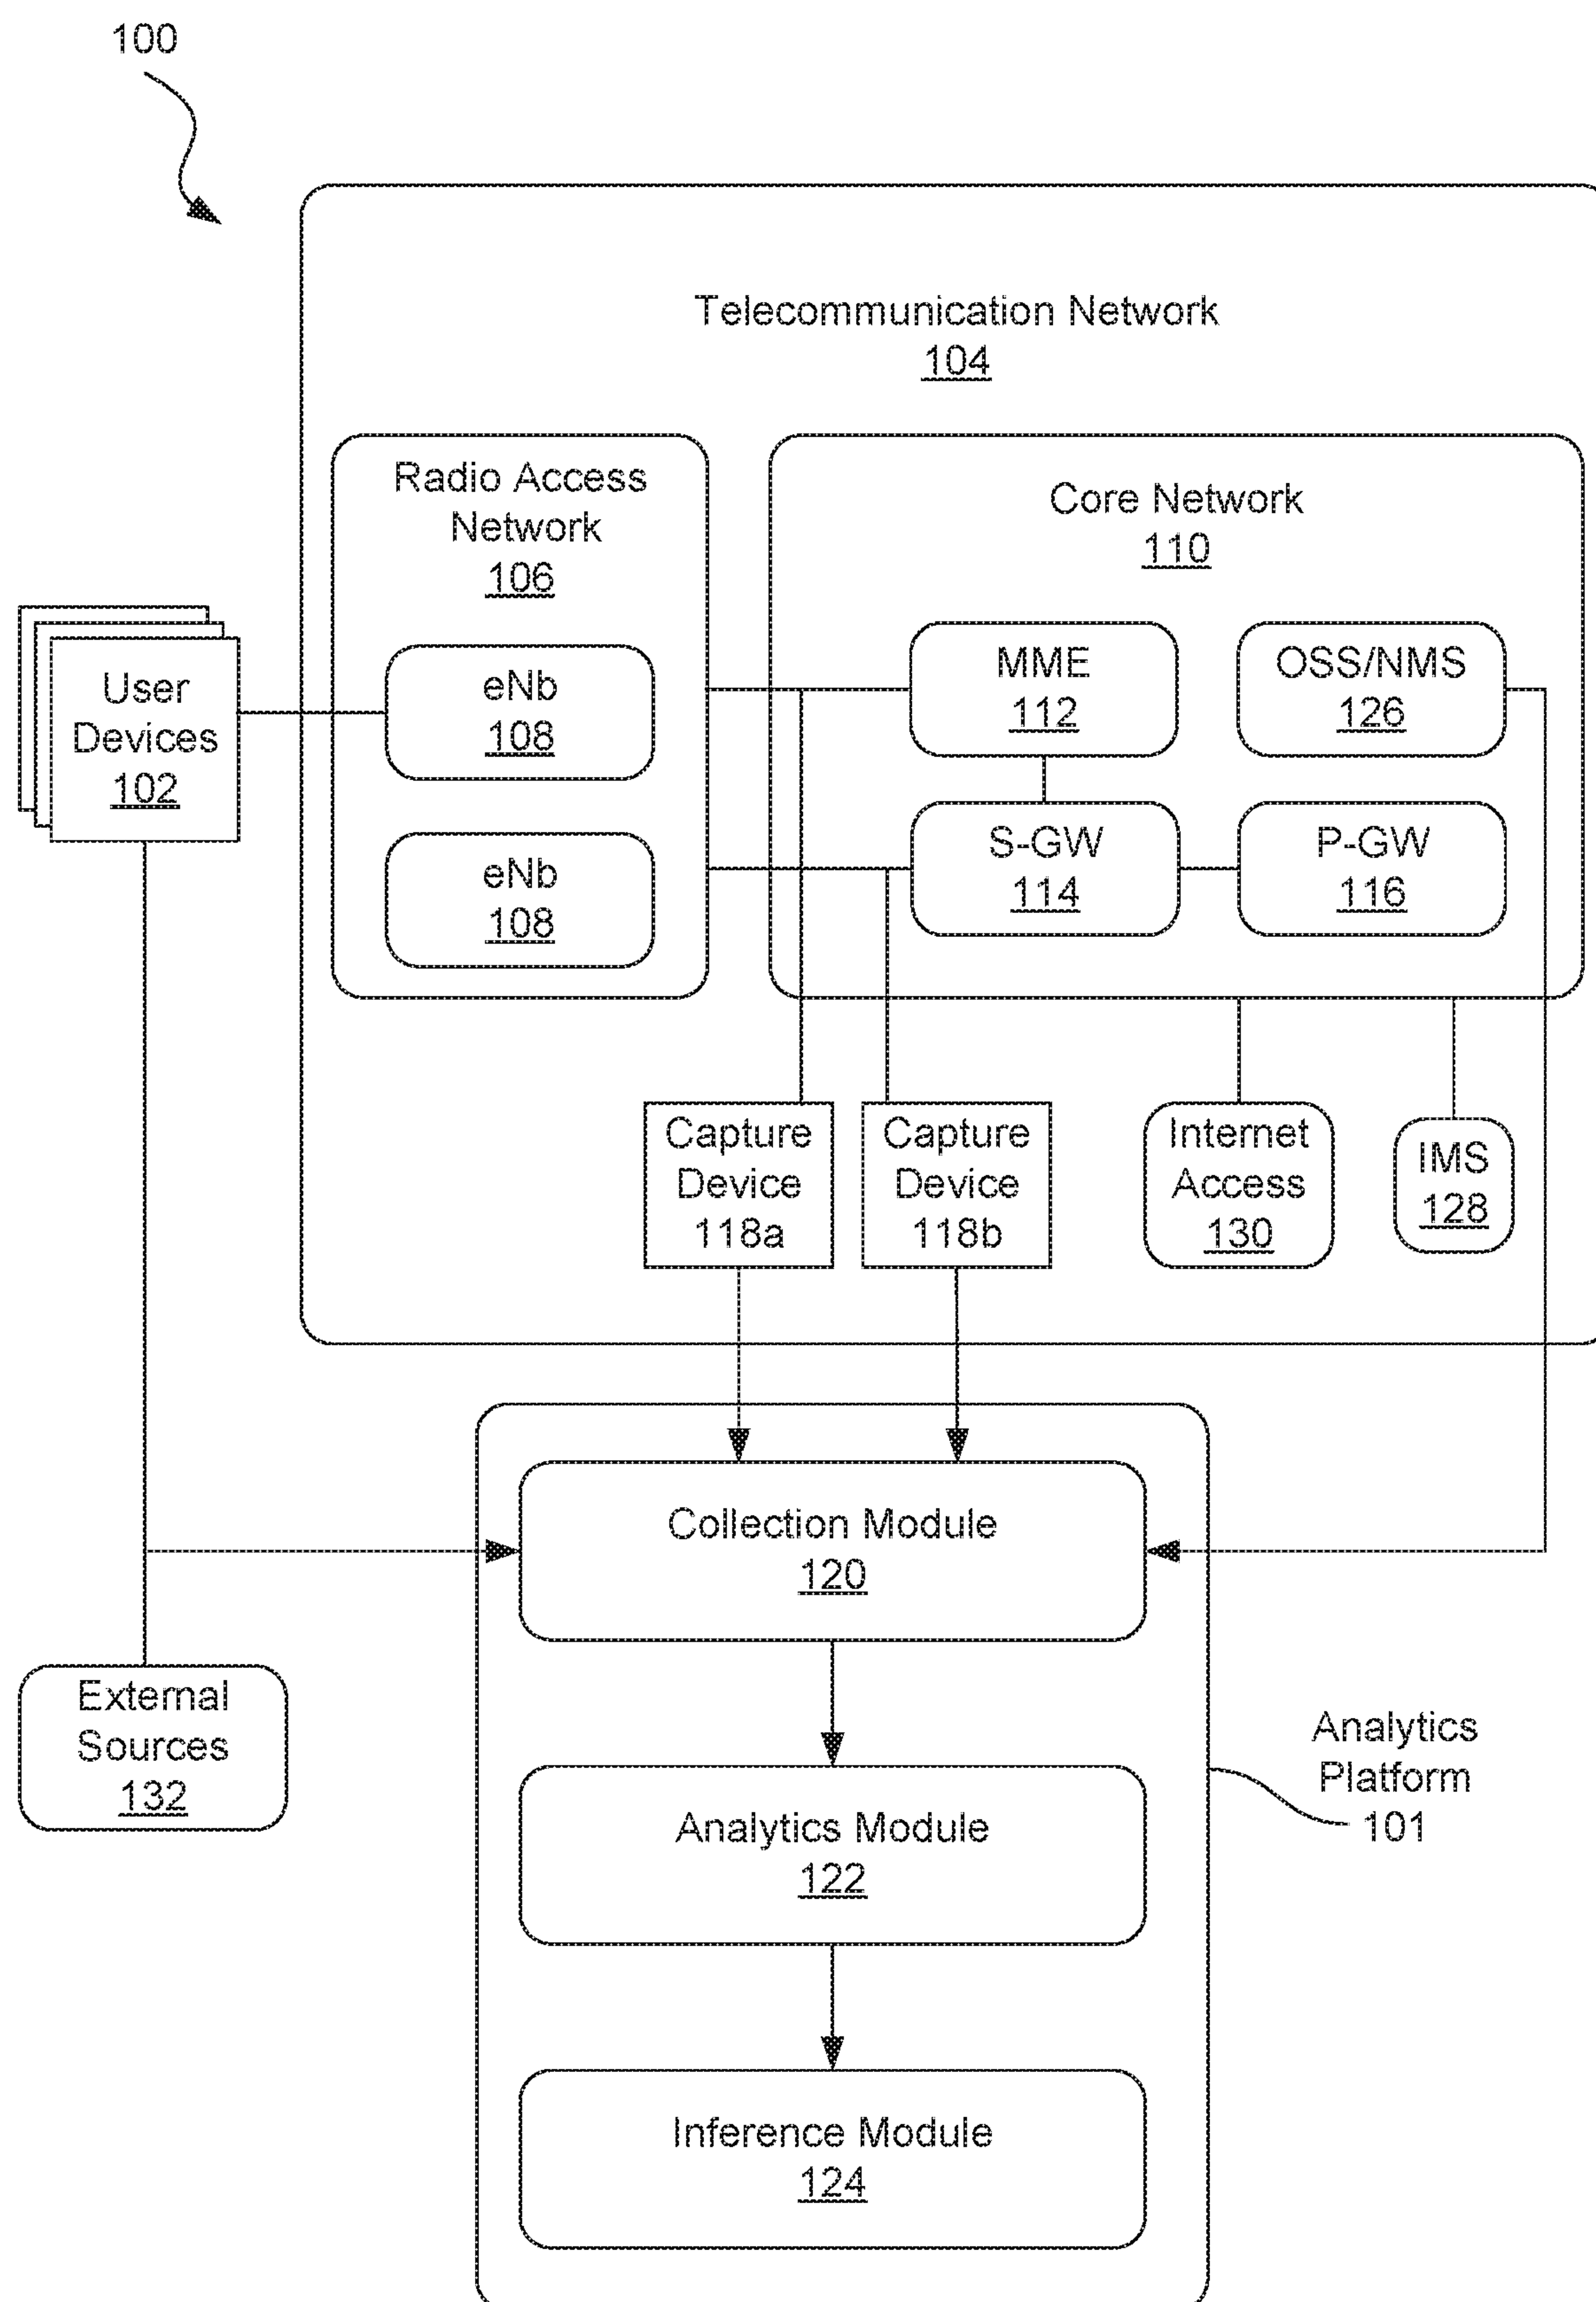 100
Telecommunication Network
104
Radio Access
Network
106
Core Network
110
eNb
108
MME
112
OSS/NMS
126
User
Devices
102
eNb
108
S-GW
114
P-GW
116
Capture
Device
118a
Capture
Device
118b
Internet
Access
130
IMS
128
Collection Module
120
External
Sources
132
Analytics
Platform
101
Analytics Module
122
Inference Module
124